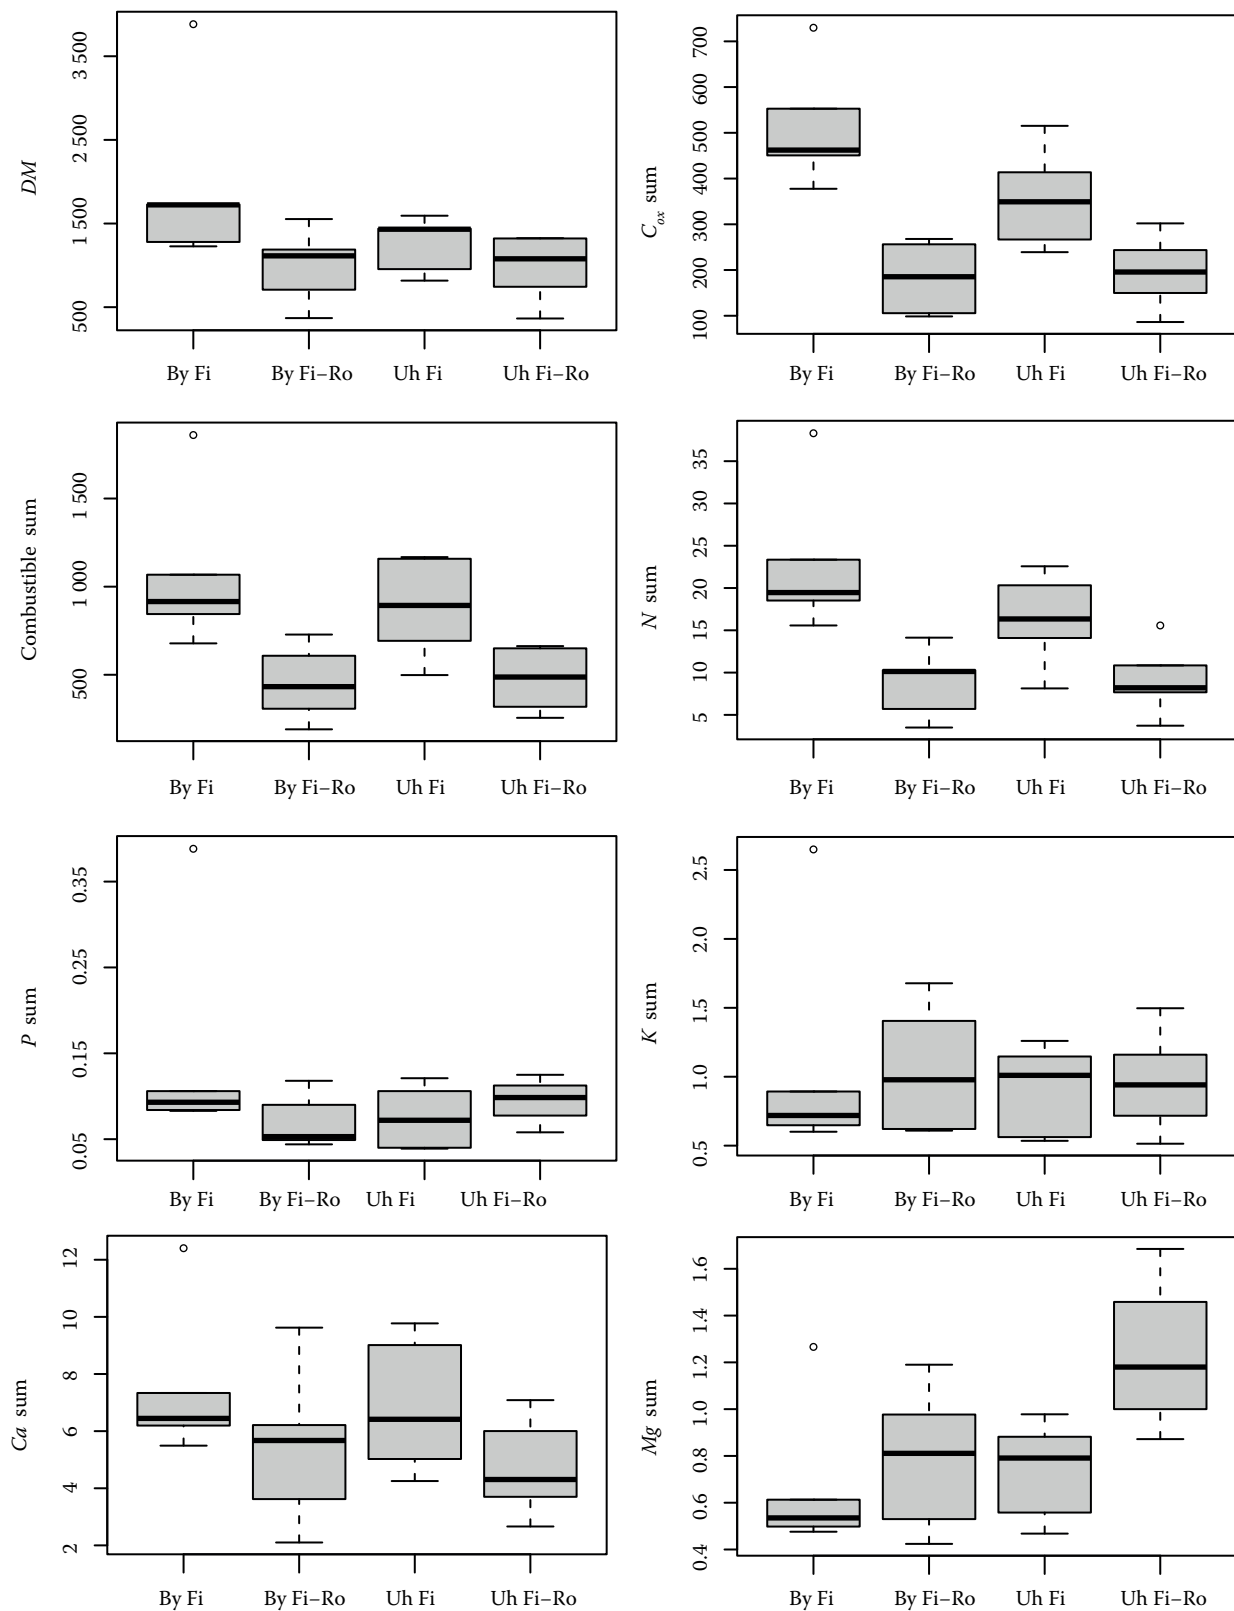 DM
3 500
2 500
1 500
500
By Fi By Fi–Ro Uh Fi Uh Fi–Ro
C_ox sum
700
600
500
400
300
200
100
By Fi By Fi–Ro Uh Fi Uh Fi–Ro
Combustible sum
1 500
1 000
500
By Fi By Fi–Ro Uh Fi Uh Fi–Ro
N sum
35
30
25
20
15
10
5
By Fi By Fi–Ro Uh Fi Uh Fi–Ro
P sum
0.35
0.25
0.15
0.05
By Fi By Fi–Ro Uh Fi Uh Fi–Ro
K sum
2.5
2.0
1.5
1.0
0.5
By Fi By Fi–Ro Uh Fi Uh Fi–Ro
Ca sum
12
10
8
6
4
2
By Fi By Fi–Ro Uh Fi Uh Fi–Ro
Mg sum
1.6
1.4
1.2
1.0
0.8
0.6
0.4
By Fi By Fi–Ro Uh Fi Uh Fi–Ro